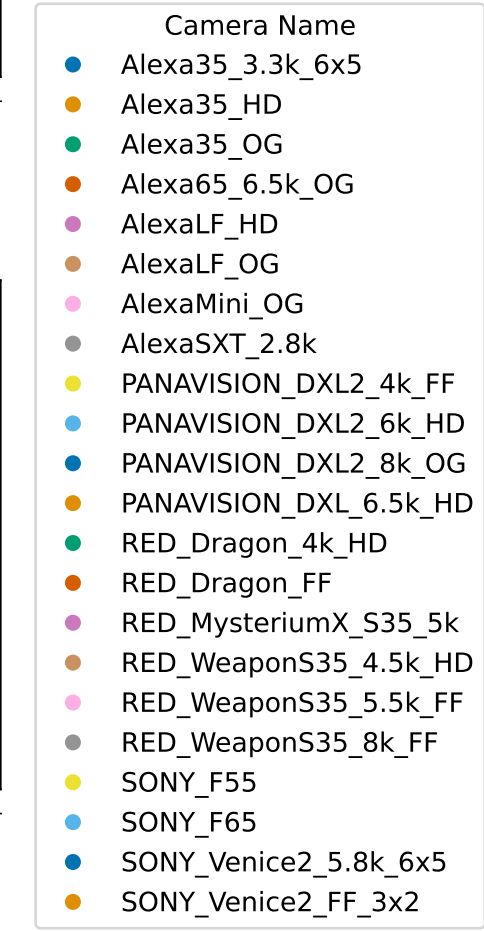 Camera Name
Alexa35_3.3k_6x5
Alexa35_HD
Alexa35_OG
Alexa65_6.5k_OG
AlexaLF_HD
AlexaLF_OG
AlexaMini_OG
AlexaSXT_2.8k
PANAVISION_DXL2_4k_FF
PANAVISION_DXL2_6k_HD
PANAVISION_DXL2_8k_OG
PANAVISION_DXL_6.5k_HD
RED_Dragon_4k_HD
RED_Dragon_FF
RED_MysteriumX_S35_5k
RED_WeaponS35_4.5k_HD
RED_WeaponS35_5.5k_FF
RED_WeaponS35_8k_FF
SONY_F55
SONY_F65
SONY_Venice2_5.8k_6x5
SONY_Venice2_FF_3x2